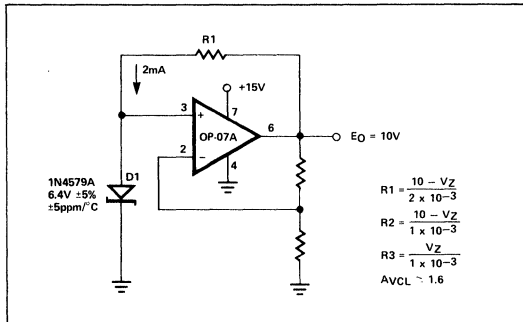 R1
2mA
+15V
3
+
7
OP-07A
6
EO = 10V
2
−
4
1N4579A
6.4V ±5%
±5ppm/°C
D1
R1 = 10 − VZ / 2 x 10−3
R2 = 10 − VZ / 1 x 10−3
R3 = VZ / 1 x 10−3
AVCL ≃ 1.6